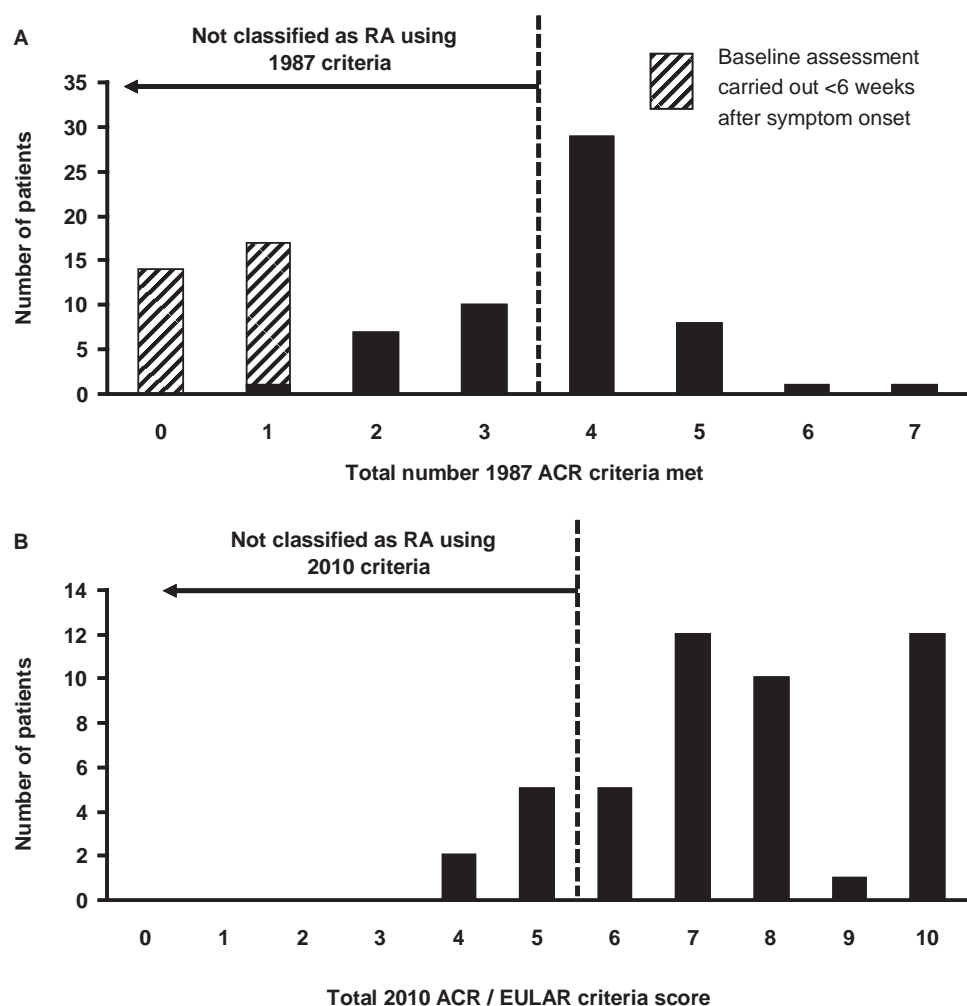 A
Not classified as RA using
1987 criteria
Baseline assessment
carried out <6 weeks
after symptom onset
Number of patients
35
30
25
20
15
10
5
0
0 1 2 3 4 5 6 7
Total number 1987 ACR criteria met
B
Not classified as RA using
2010 criteria
Number of patients
14
12
10
8
6
4
2
0
0 1 2 3 4 5 6 7 8 9 10
Total 2010 ACR / EULAR criteria score